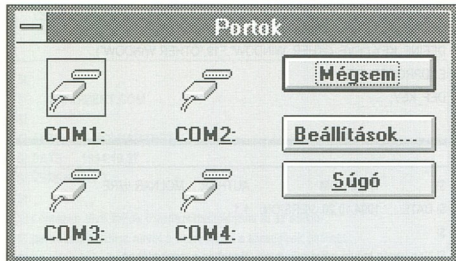 Portok
COM1: COM2:
COM3: COM4:
Mégsem
Beállítások...
Súgó